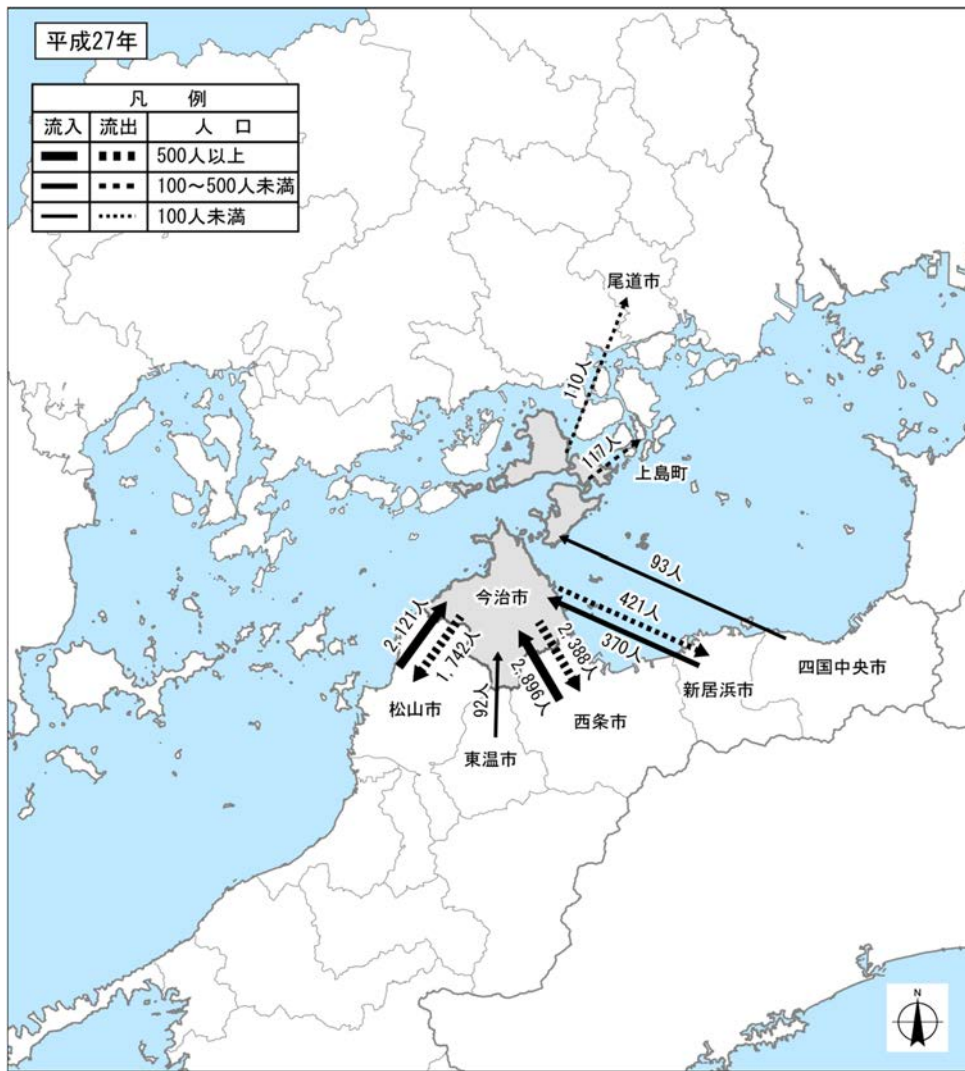 平成27年
凡 例
流入 流出 人 口
500人以上
100～500人未満
100人未満
尾道市
110人
117人
上島町
93人
今治市
421人
370人
2,121人
1,742人
2,388人
2,896人
92人
四国中央市
新居浜市
松山市
西条市
東温市
N